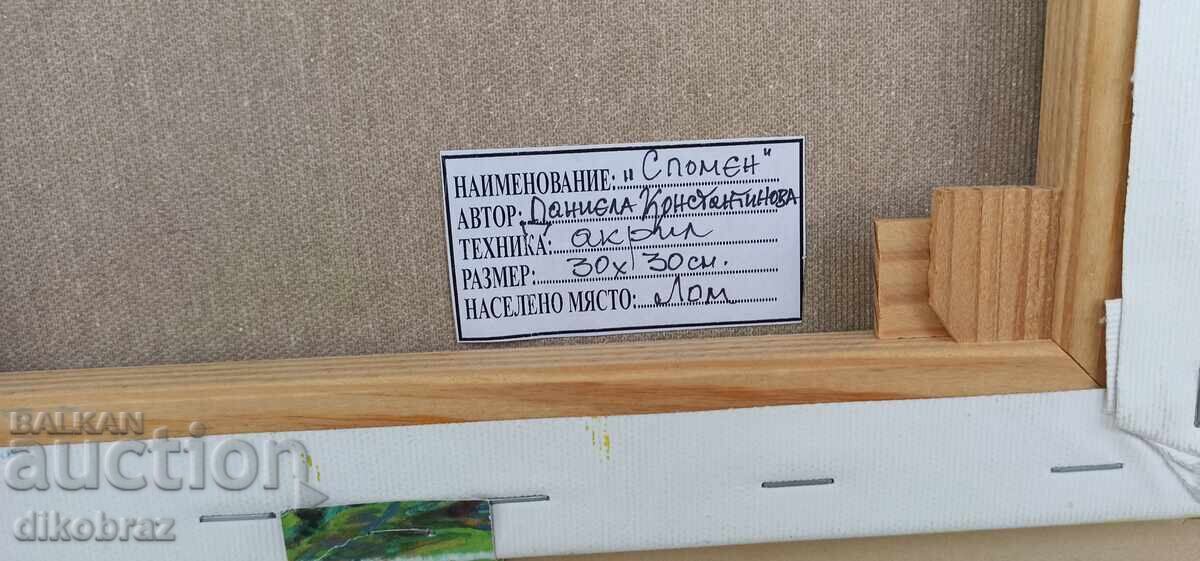 НАИМЕНОВАНИЕ: „Спомен"
АВТОР: Даниела Константинова
ТЕХНИКА: акрил
РАЗМЕР: 30х30см.
НАСЕЛЕНО МЯСТО: Лом
BALKAN
auction
dikobraz